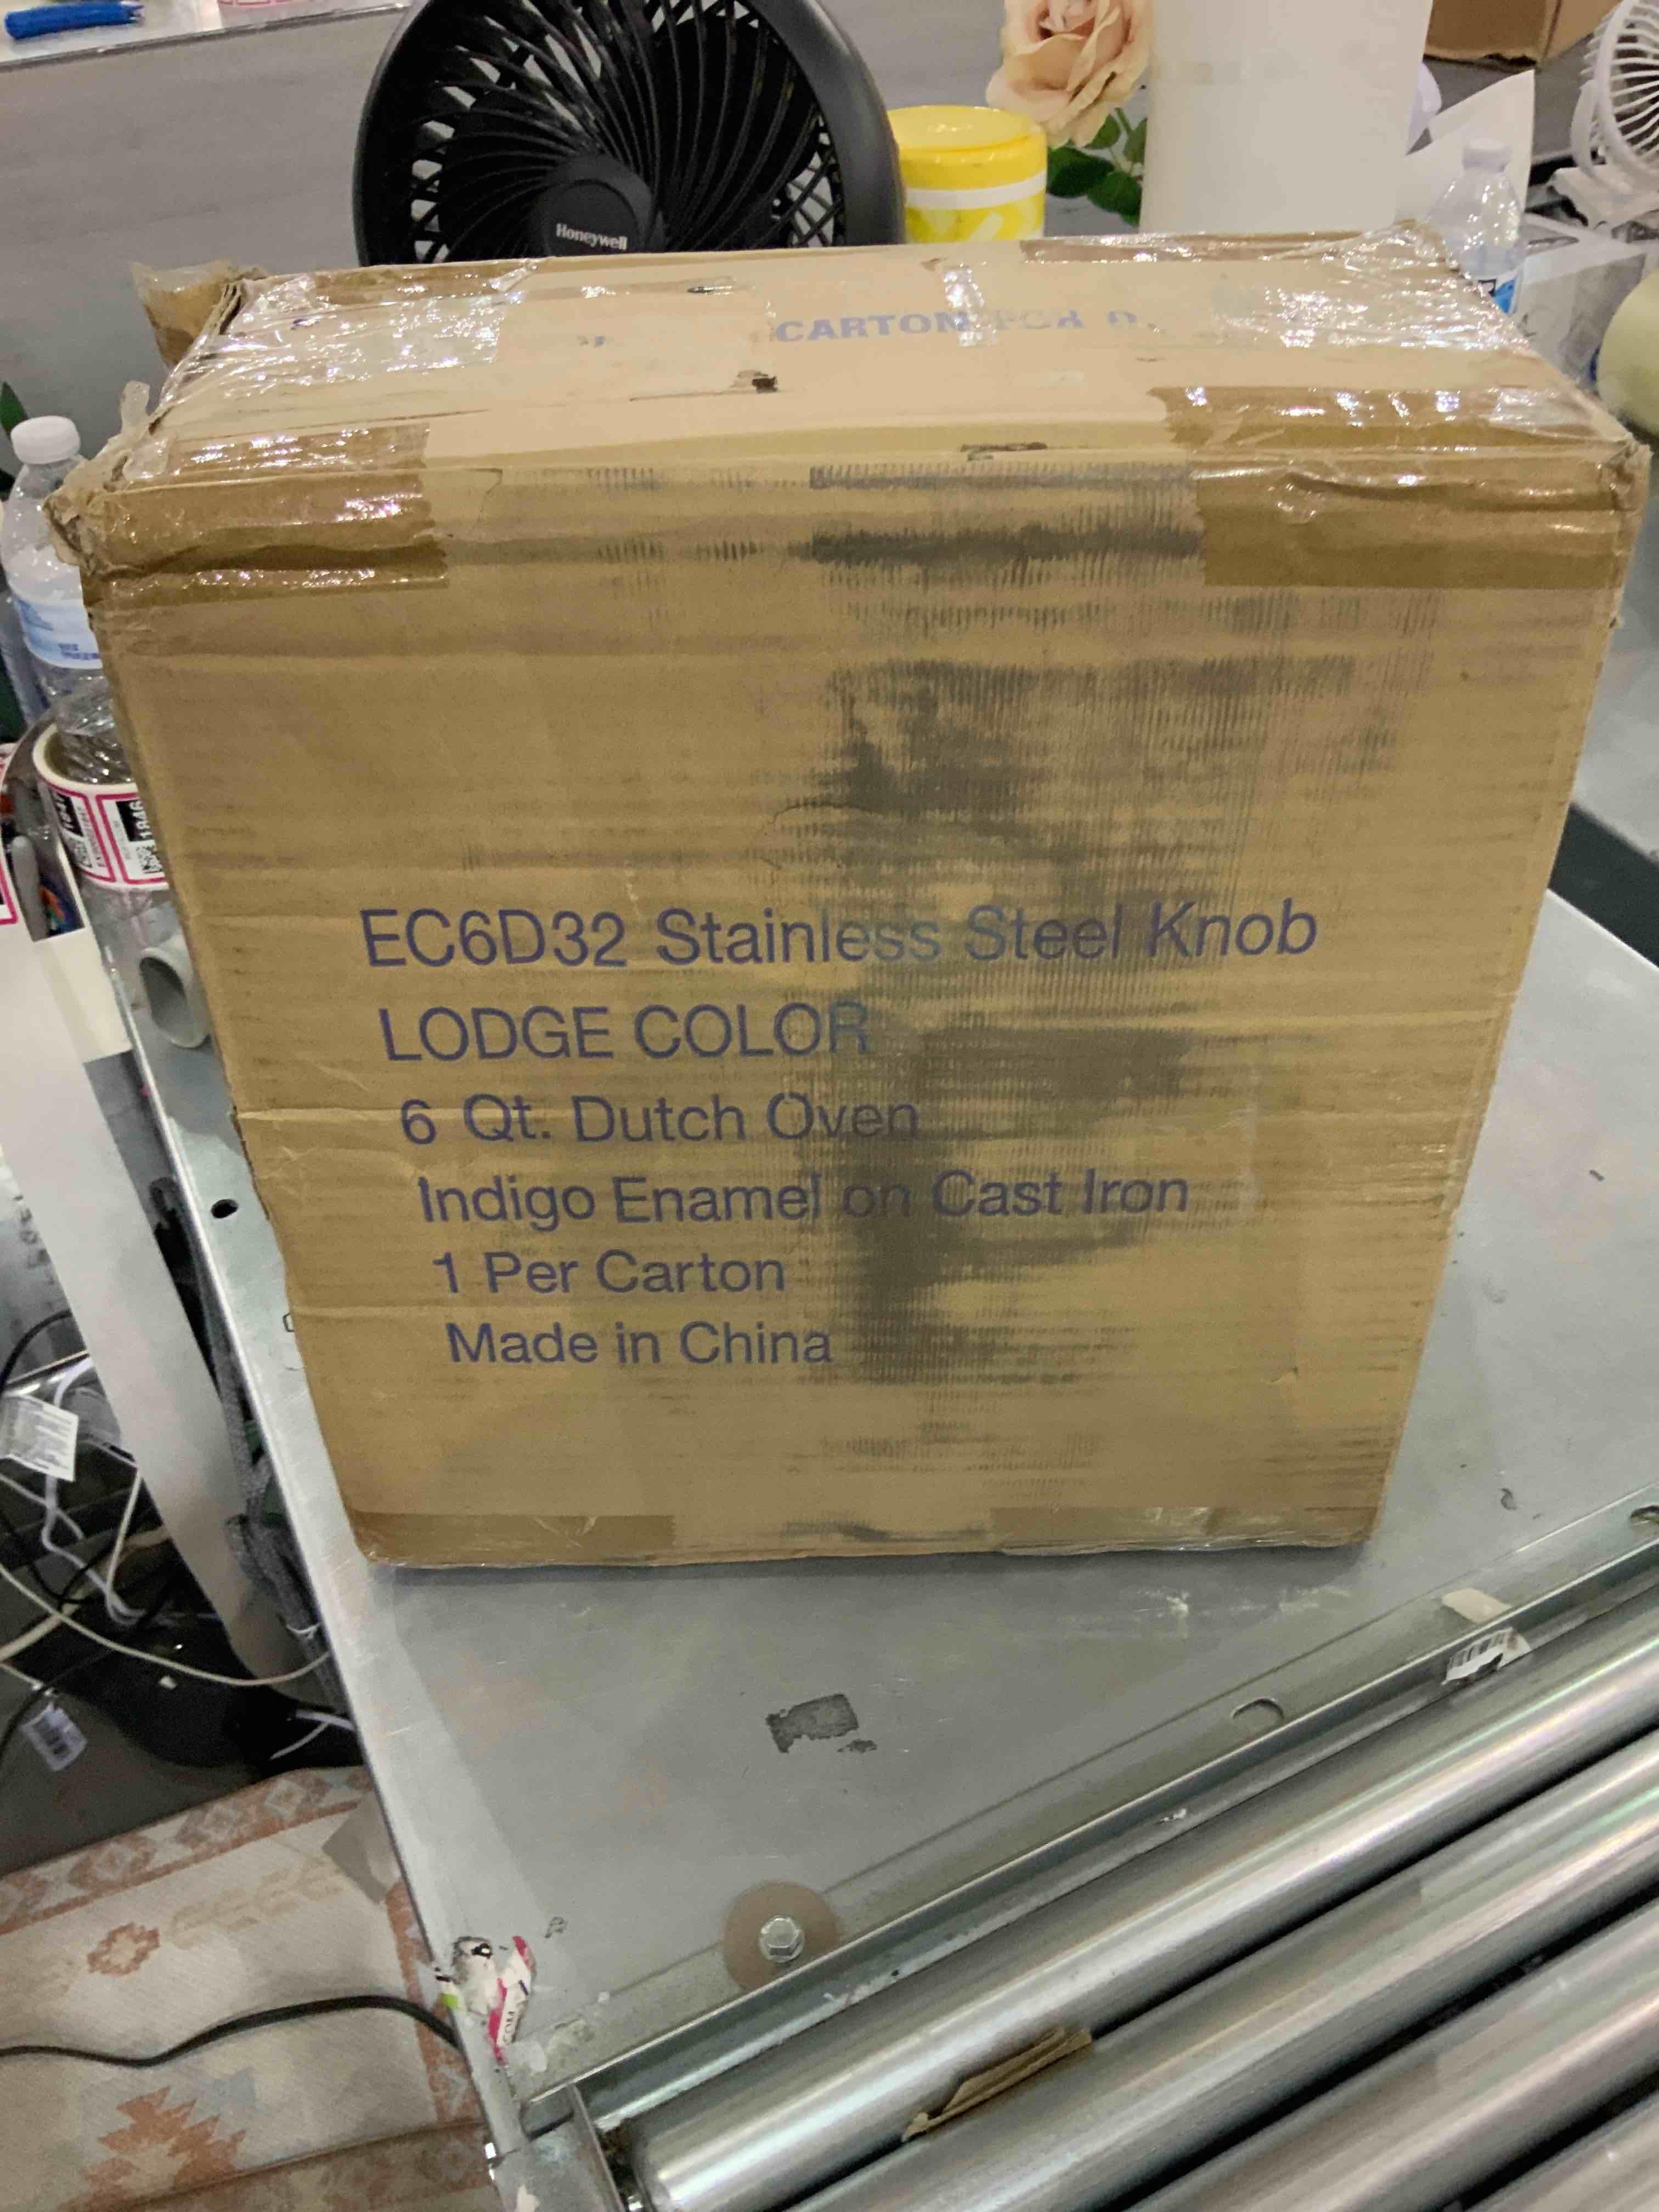 Honeywell
CARTON FOR
EC6D32 Stainless Steel Knob
LODGE COLOR
6 Qt. Dutch Oven
Indigo Enamel on Cast Iron
1 Per Carton
Made in China